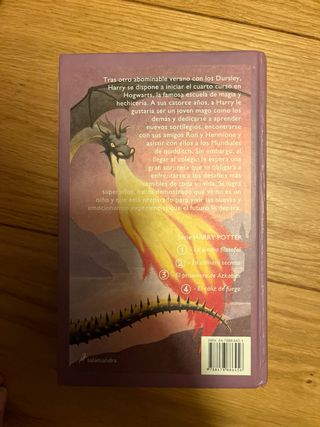 Tras otro abominable verano con los Dursley,
Harry se dispone a iniciar el cuarto curso en
Hogwarts, la famosa escuela de magia y
hechicería. A sus catorce años, a Harry le
gustaría ser un joven mago como los
demás y dedicarse a aprender
nuevos sortilegios, encontrarse
con sus amigos Ron y Hermione y
asistir con ellos a los Mundiales
de quidditch. Sin embargo, al
llegar al colegio le espera una
gran sorpresa que lo obligará a
enfrentarse a los desafíos más
temibles de toda su vida. Si logra
superarlos, habrá demostrado que ya no es un
niño y que está preparado para vivir las nuevas y
emocionantes experiencias que el futuro le depara.
Serie HARRY POTTER
1 - La piedra filosofal
2 - La cámara secreta
3 - El prisionero de Azkaban
4 - El cáliz de fuego
salamandra